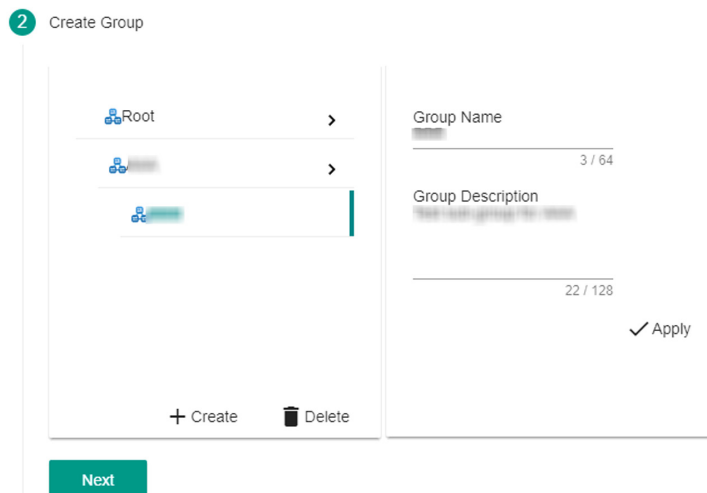 2 Create Group
Root
Group Name
3 / 64
Group Description
22 / 128
Apply
Create
Delete
Next